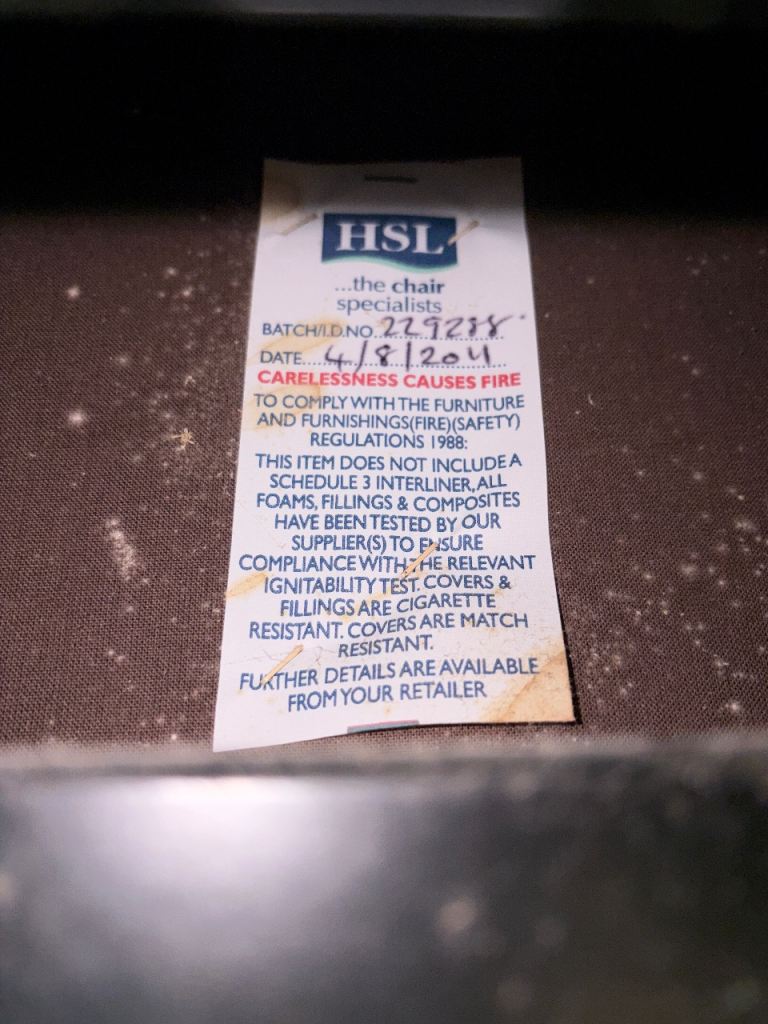 HSL
...the chair
specialists
BATCH/I.D.NO. 229288
DATE...4/8/2011
CARELESSNESS CAUSES FIRE
TO COMPLY WITH THE FURNITURE
AND FURNISHINGS(FIRE)(SAFETY)
REGULATIONS 1988:
THIS ITEM DOES NOT INCLUDE A
SCHEDULE 3 INTERLINER, ALL
FOAMS, FILLINGS & COMPOSITES
HAVE BEEN TESTED BY OUR
SUPPLIER(S) TO ENSURE
COMPLIANCE WITH THE RELEVANT
IGNITABILITY TEST. COVERS &
FILLINGS ARE CIGARETTE
RESISTANT. COVERS ARE MATCH
RESISTANT.
FURTHER DETAILS ARE AVAILABLE
FROM YOUR RETAILER